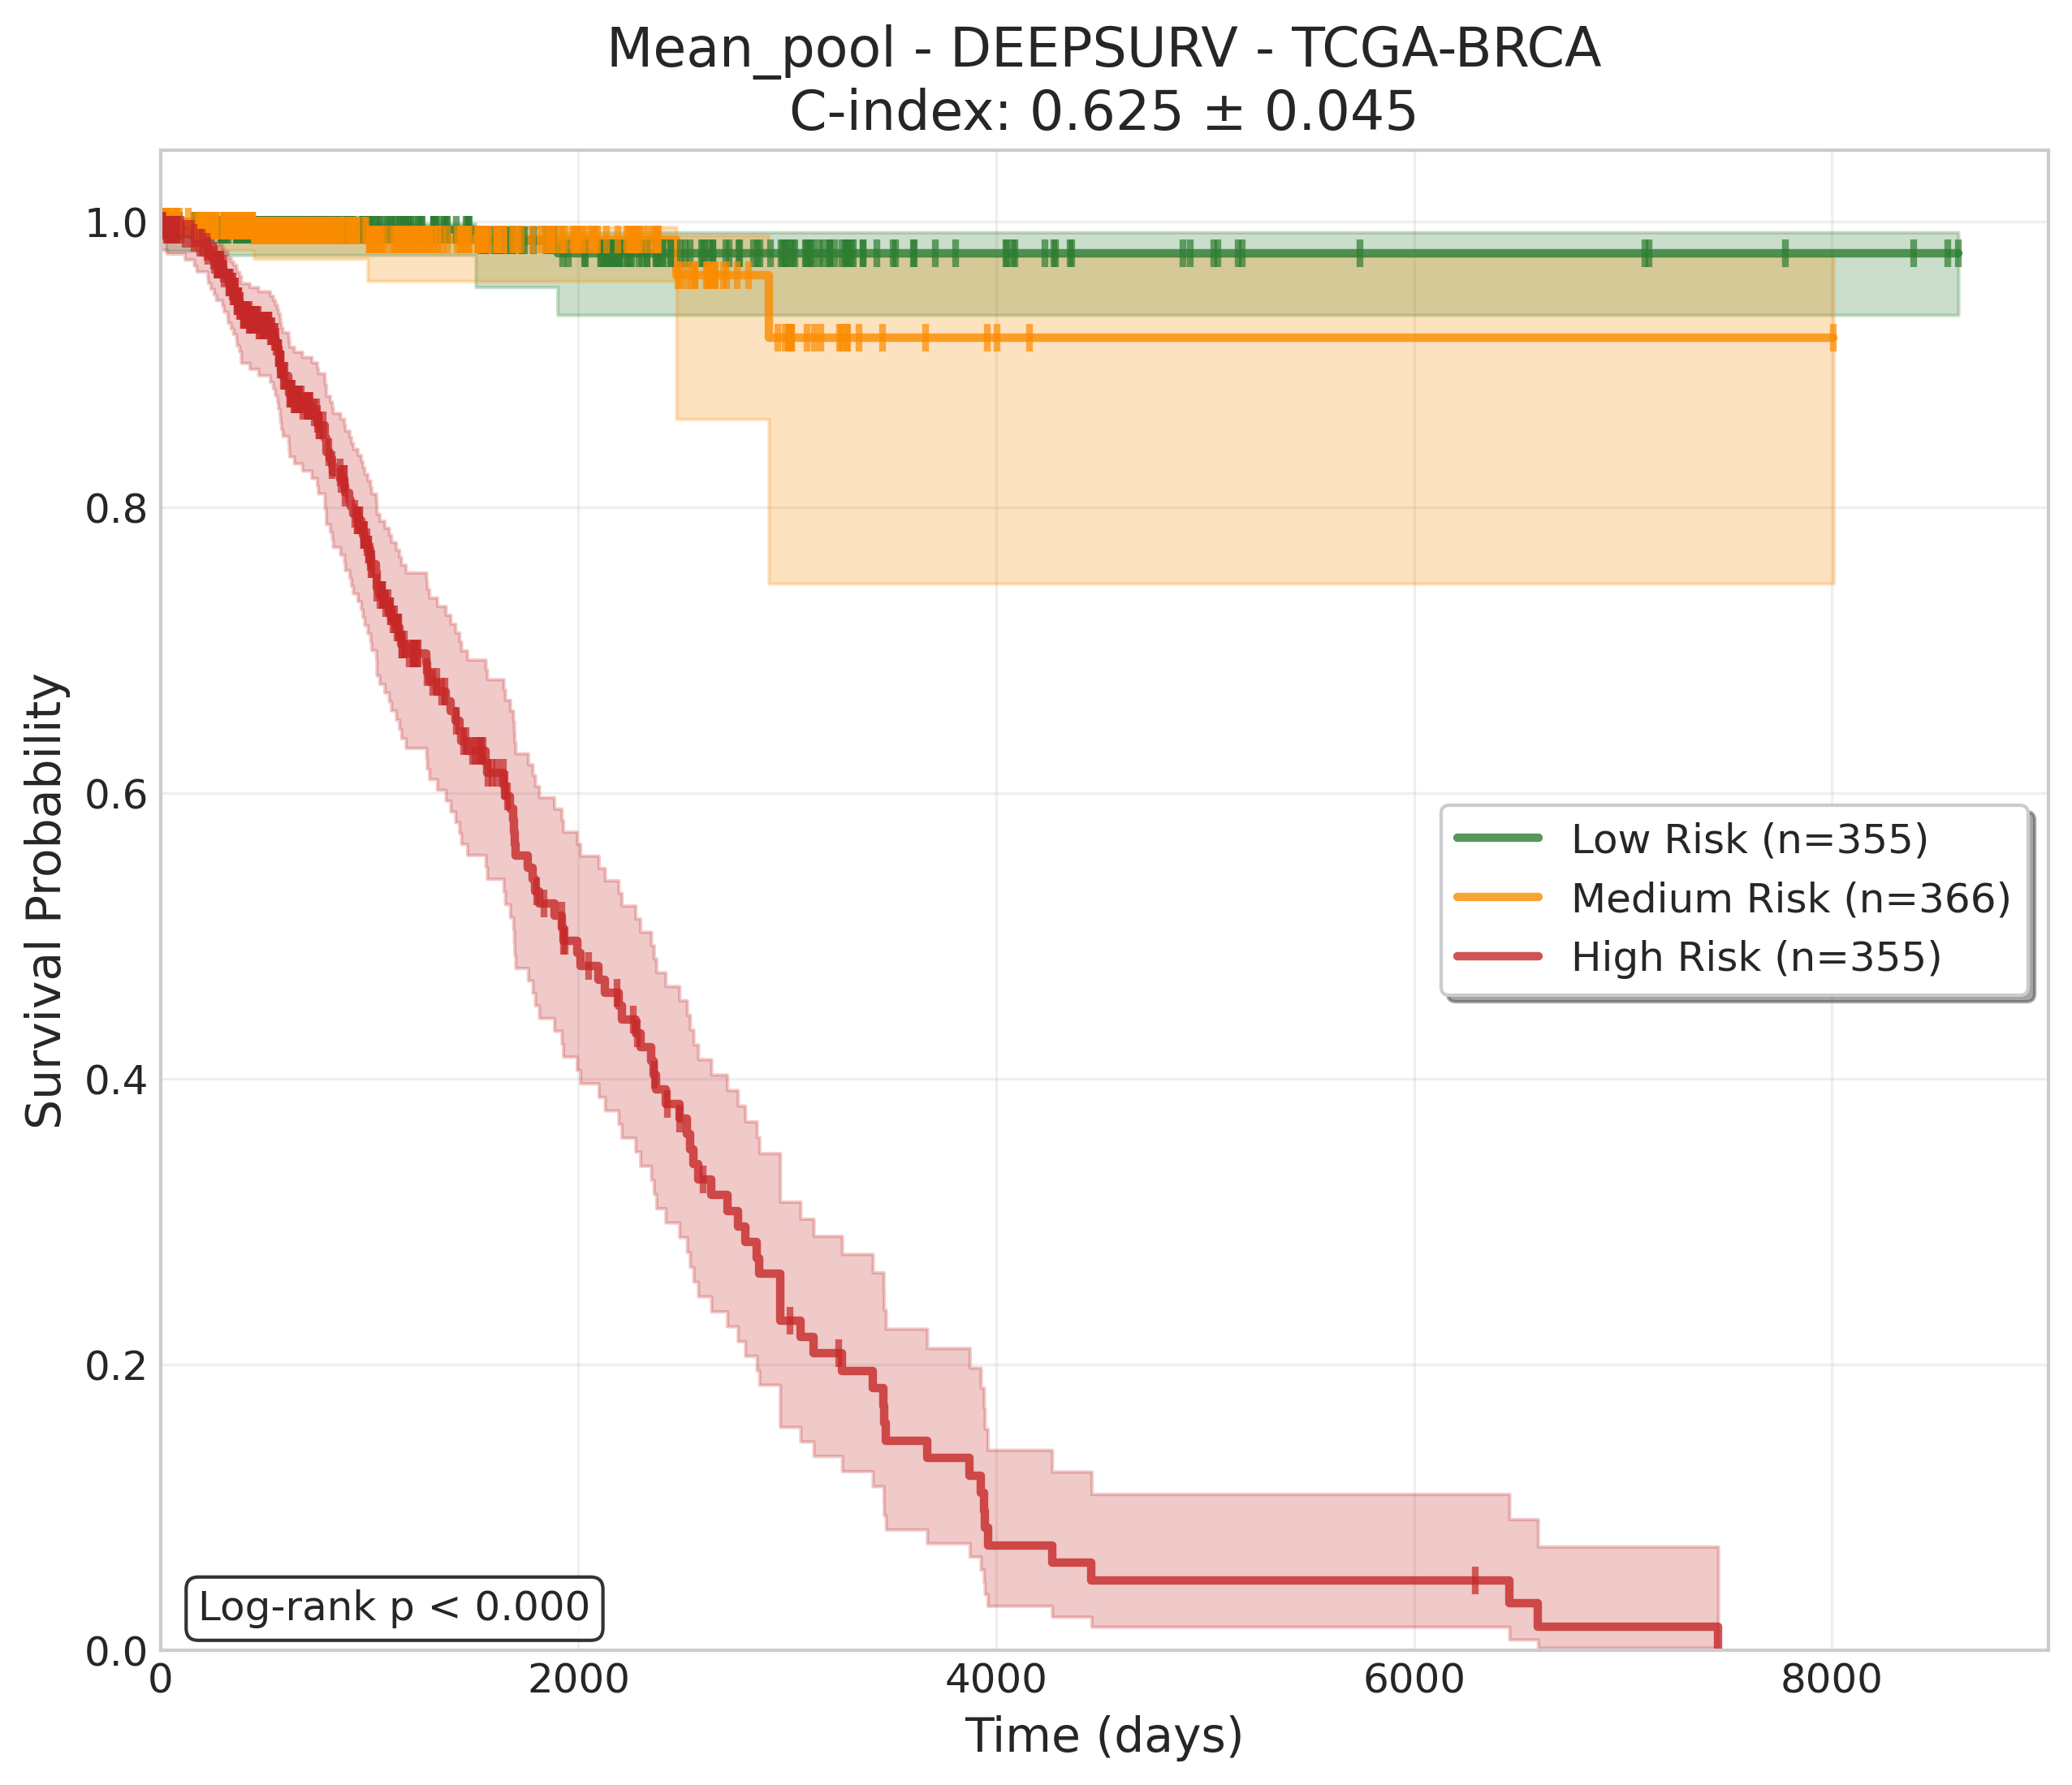 Mean_pool - DEEPSURV - TCGA-BRCA
C-index: 0.625 ± 0.045
Survival Probability
1.0
0.8
0.6
0.4
0.2
0.0
Low Risk (n=355)
Medium Risk (n=366)
High Risk (n=355)
Log-rank p < 0.000
0 2000 4000 6000 8000
Time (days)